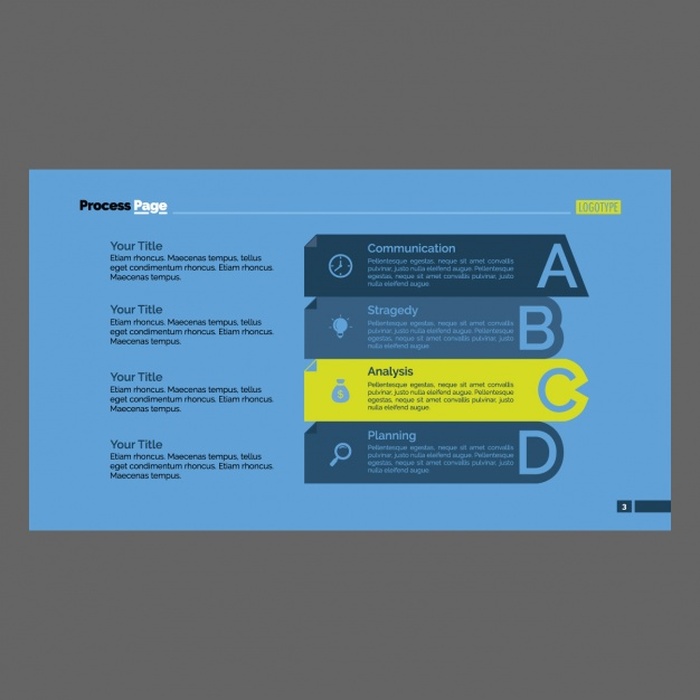 Process Page
LOGOTYPE
Your Title
Etiam rhoncus. Maecenas tempus, tellus
eget condimentum rhoncus. Etiam rhoncus.
Maecenas tempus.
Your Title
Etiam rhoncus. Maecenas tempus, tellus
eget condimentum rhoncus. Etiam rhoncus.
Maecenas tempus.
Your Title
Etiam rhoncus. Maecenas tempus, tellus
eget condimentum rhoncus. Etiam rhoncus.
Maecenas tempus.
Your Title
Etiam rhoncus. Maecenas tempus, tellus
eget condimentum rhoncus. Etiam rhoncus.
Maecenas tempus.
Communication
Pellentesque egestas, neque sit amet convallis
pulvinar, justo nulla eleifend augue. Pellentesque
egestas, neque sit amet convallis pulvinar, justo
nulla eleifend augue.
A
Stragedy
Pellentesque egestas, neque sit amet convallis
pulvinar, justo nulla eleifend augue. Pellentesque
egestas, neque sit amet convallis pulvinar, justo
nulla eleifend augue.
B
Analysis
Pellentesque egestas, neque sit amet convallis
pulvinar, justo nulla eleifend augue. Pellentesque
egestas, neque sit amet convallis pulvinar, justo
nulla eleifend augue.
$
C
Planning
Pellentesque egestas, neque sit amet convallis
pulvinar, justo nulla eleifend augue. Pellentesque
egestas, neque sit amet convallis pulvinar, justo
nulla eleifend augue.
D
3